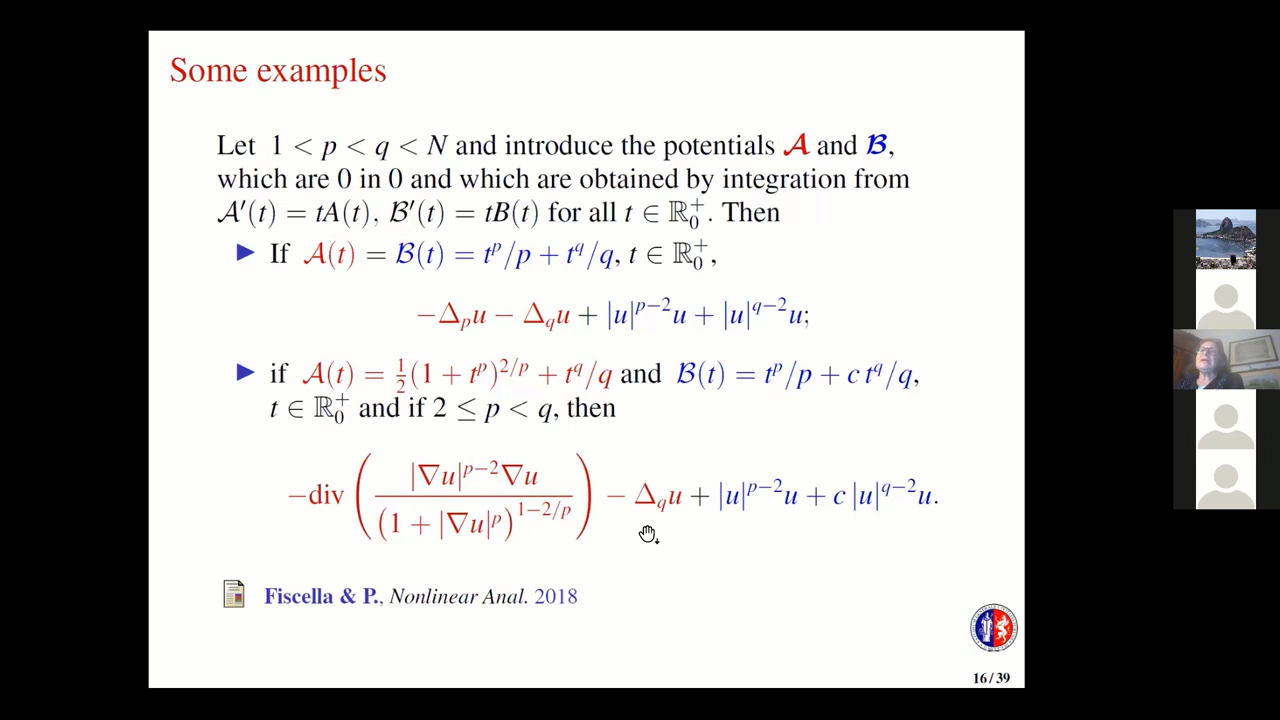 Some examples
Let 1 < p < q < N and introduce the potentials 𝓐 and 𝓑,
which are 0 in 0 and which are obtained by integration from
𝒜′(t) = tA(t), ℬ′(t) = tB(t) for all t ∈ ℝ₀⁺. Then
▶ If 𝒜(t) = ℬ(t) = t^p/p + t^q/q, t ∈ ℝ₀⁺,
−Δ_p u − Δ_q u + |u|^{p−2}u + |u|^{q−2}u;
▶ if 𝒜(t) = ½(1 + t^p)^{2/p} + t^q/q and ℬ(t) = t^p/p + c t^q/q,
t ∈ ℝ₀⁺ and if 2 ≤ p < q, then
−div ( |∇u|^{p−2}∇u / (1 + |∇u|^p)^{1−2/p} ) − Δ_q u + |u|^{p−2}u + c |u|^{q−2}u.
Fiscella & P., Nonlinear Anal. 2018
16 / 39